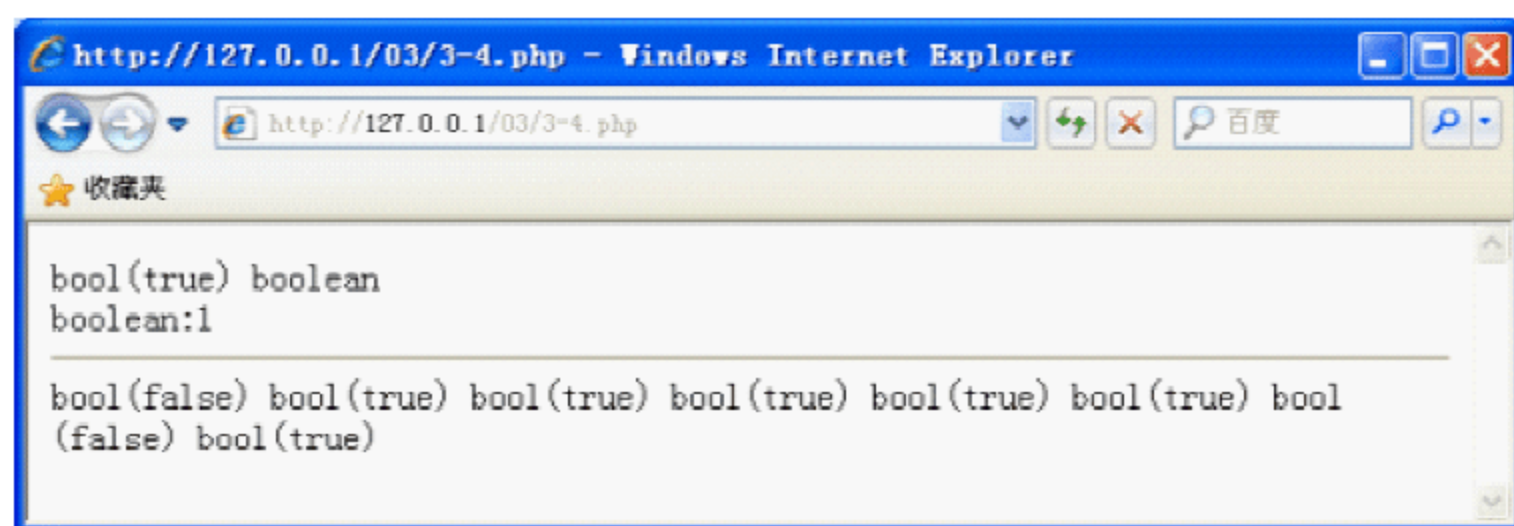 http://127.0.0.1/03/3-4.php - Windows Internet Explorer
http://127.0.0.1/03/3-4.php
百度
收藏夹
bool(true) boolean
boolean:1
bool(false) bool(true) bool(true) bool(true) bool(true) bool(true) bool
(false) bool(true)